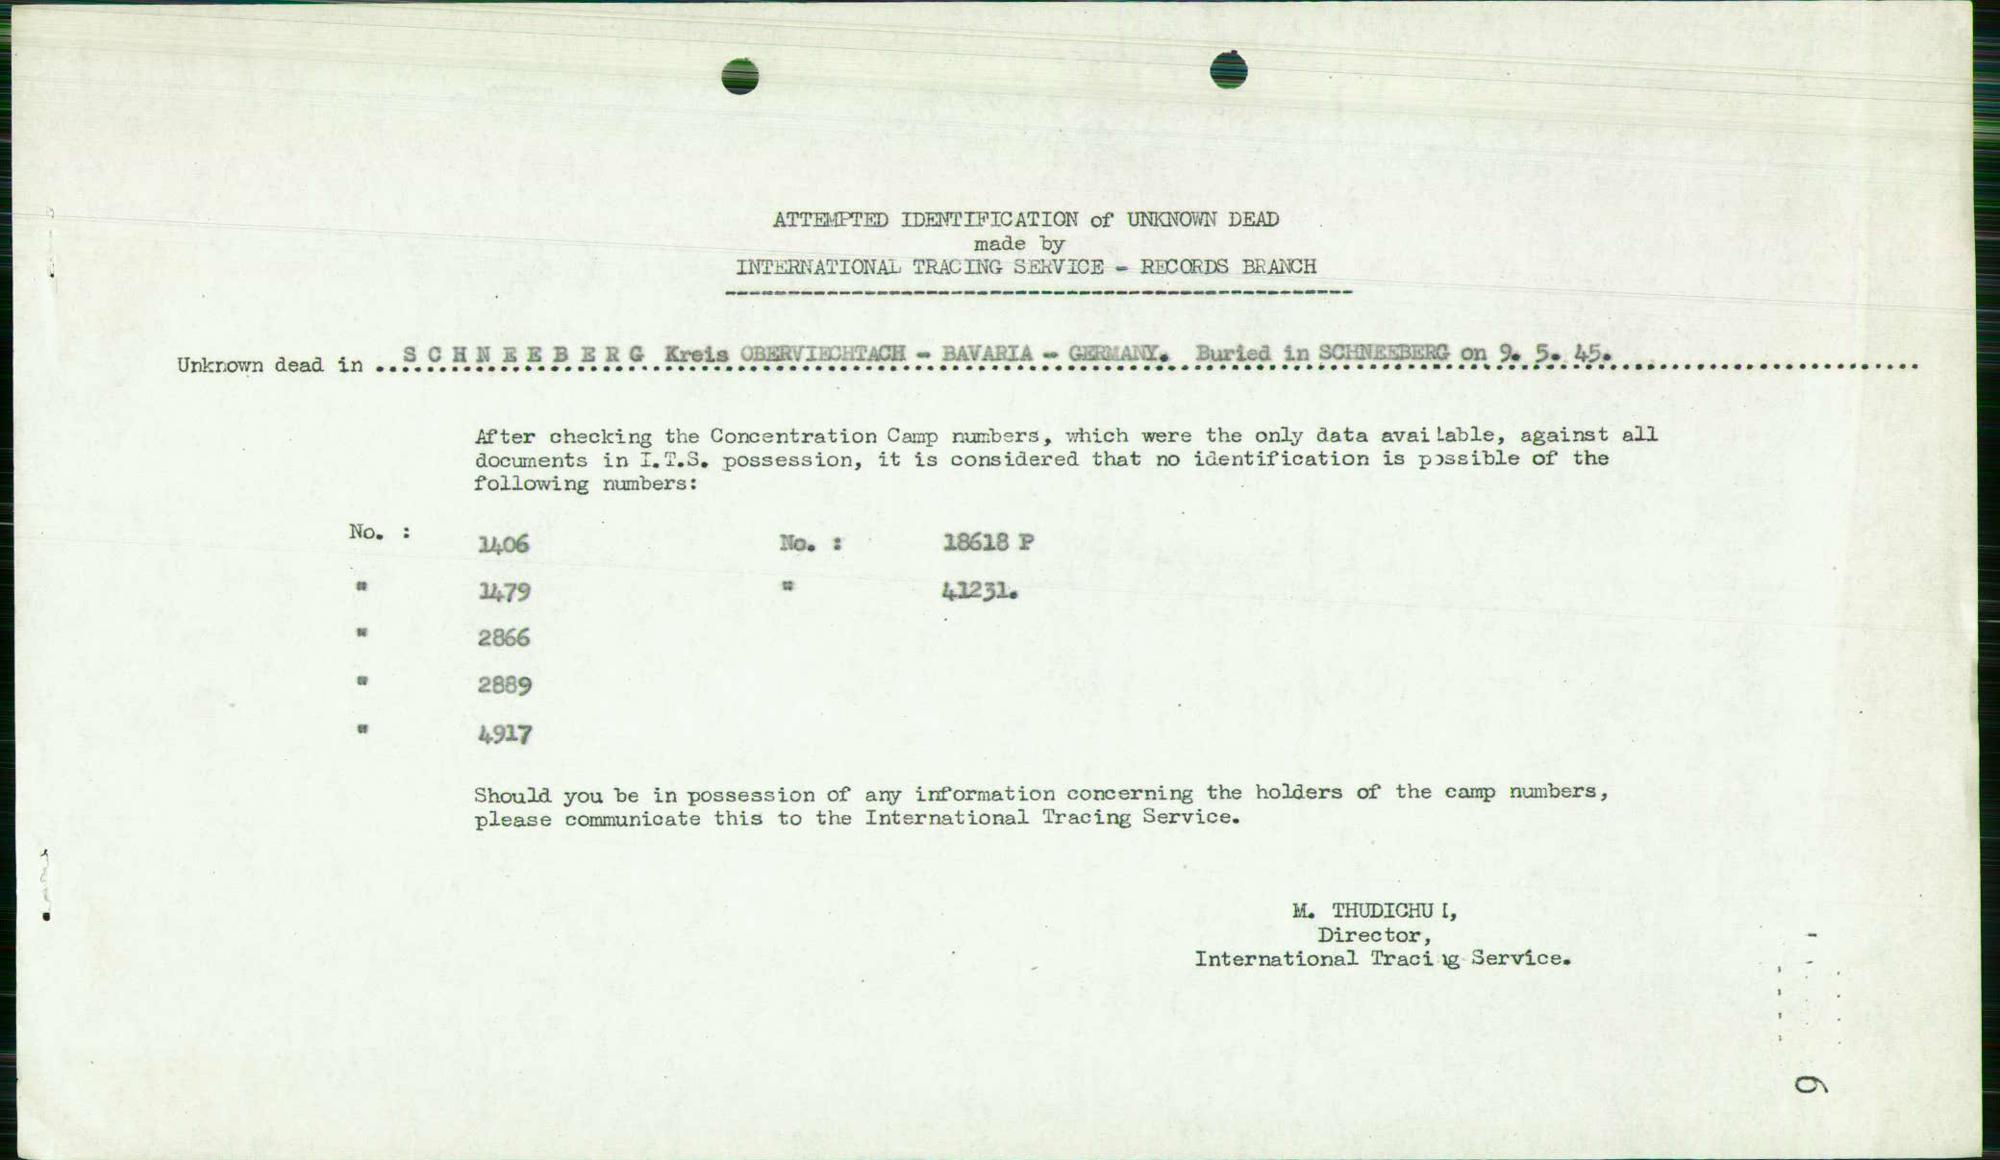 ATTEMPTED IDENTIFICATION of UNKNOWN DEAD
made by
INTERNATIONAL TRACING SERVICE - RECORDS BRANCH
Unknown dead in SCHNEEBERG Kreis OBERVIECHTACH - BAVARIA - GERMANY. Buried in SCHNEEBERG on 9. 5. 45.
After checking the Concentration Camp numbers, which were the only data available, against all
documents in I.T.S. possession, it is considered that no identification is possible of the
following numbers:
No. : 1406 No. : 18618 P
" 1479 " 41231.
" 2866
" 2889
" 4917
Should you be in possession of any information concerning the holders of the camp numbers,
please communicate this to the International Tracing Service.
M. THUDICHUM,
Director,
International Tracing Service.
6